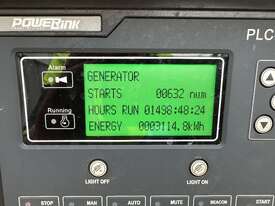 POWERLINK
PLC
Alarm
GENERATOR
STARTS 00632 num
HOURS RUN 01498:48:24
Running
ENERGY 0003114.8kWh
LIGHT OFF
LIGHT ON
STOP MAN AUTO MUTE BEACON START